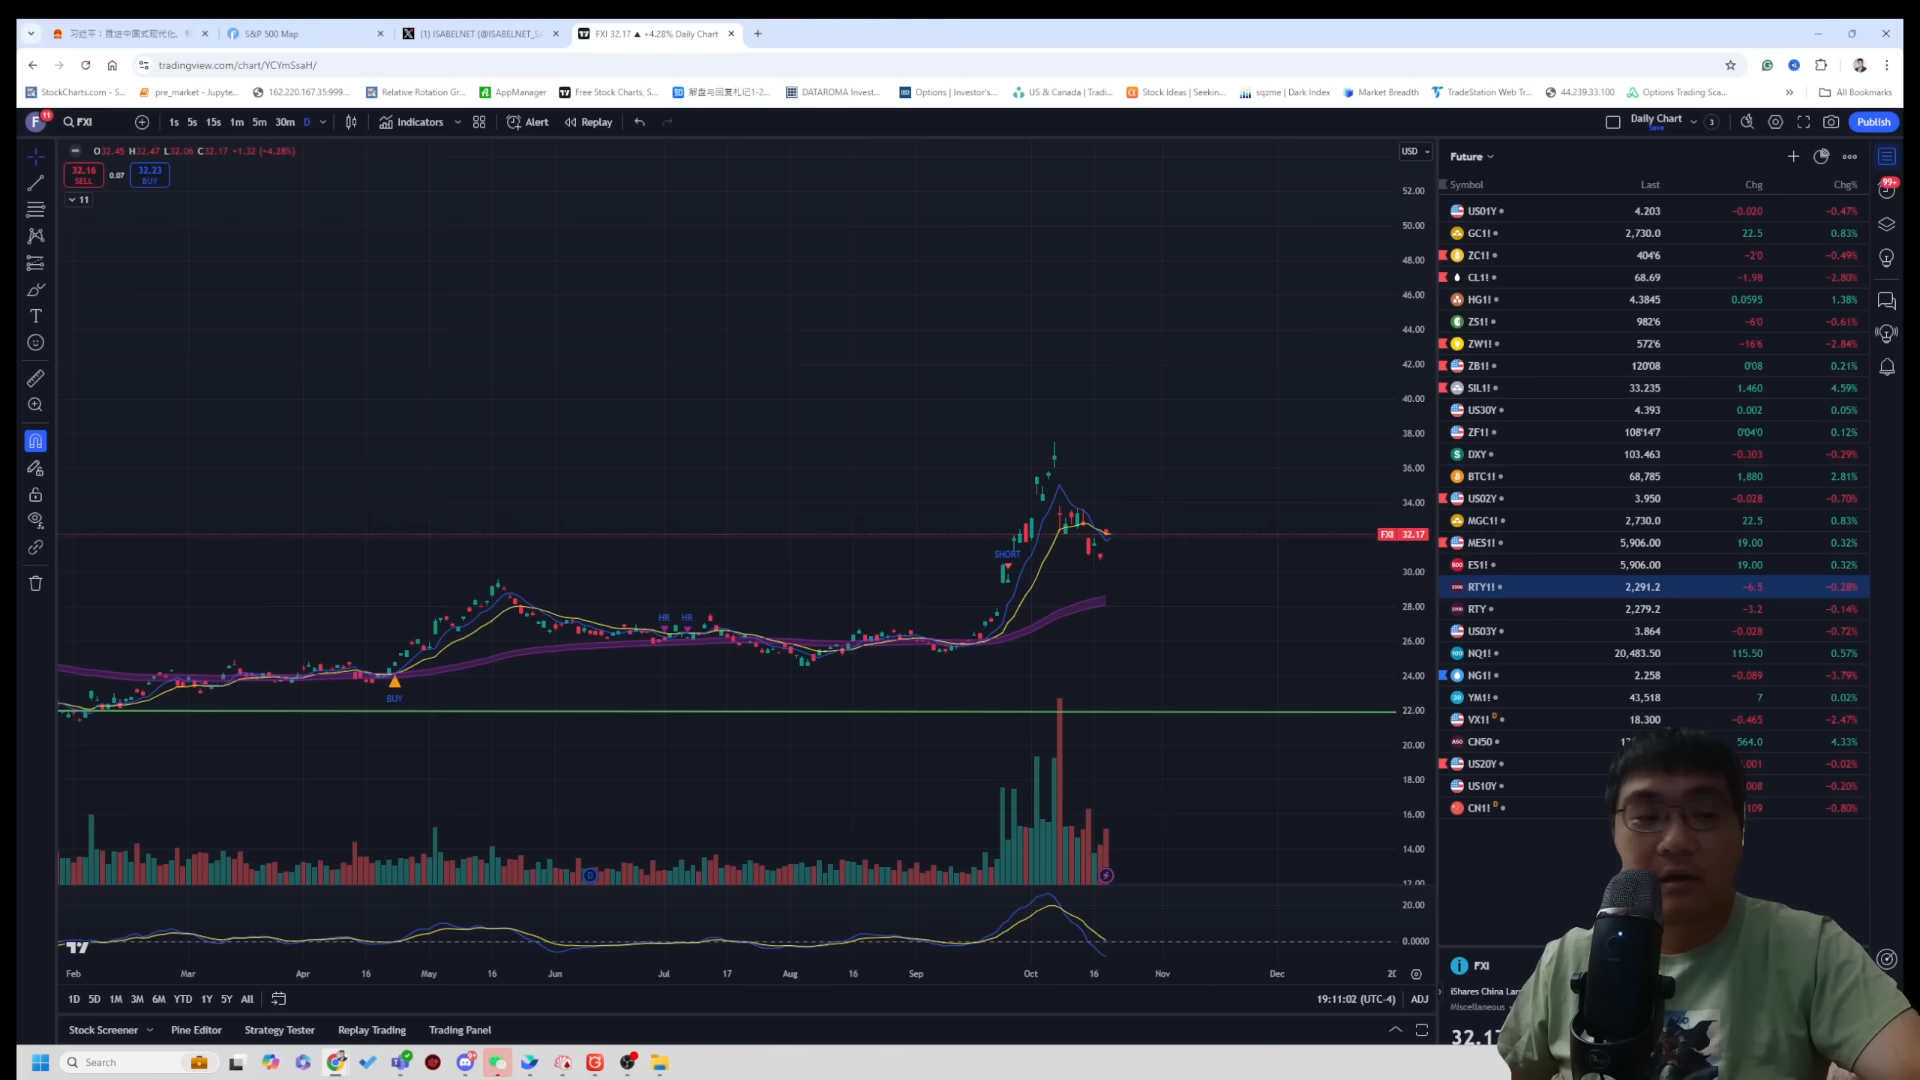 习近平：推进中国式现代化、
S&P 500 Map
(1) ISABELNET (@ISABELNET_S
FXI 32.17 ▲ +4.28% Daily Chart
tradingview.com/chart/YCYmSsaH/
StockCharts.com - S...
pre_market - Jupyte...
162.220.167.35:999...
Relative Rotation Gr...
AppManager
Free Stock Charts, S...
解盘与回复札记1-2...
DATAROMA Invest...
Options | Investor's...
US & Canada | Tradi...
Stock Ideas | Seekin...
sqzme | Dark Index
Market Breadth
TradeStation Web Tr...
44.239.33.100
Options Trading Sca...
»
All Bookmarks
F 11
FXI
1s 5s 15s 1m 5m 30m D
Indicators
Alert
Replay
Daily Chart
Save
3
Publish
O32.45 H32.47 L32.06 C32.17 +1.32 (+4.28%)
32.16
SELL
0.07
32.23
BUY
11
USD
52.00
50.00
48.00
46.00
44.00
42.00
40.00
38.00
36.00
34.00
FXI 32.17
30.00
28.00
26.00
24.00
22.00
20.00
18.00
16.00
14.00
12.00
20.00
0.0000
SHORT
HR HR
BUY
D
Feb Mar Apr 16 May 16 Jun Jul 17 Aug 16 Sep Oct 16 Nov Dec
1D 5D 1M 3M 6M YTD 1Y 5Y All
19:11:02 (UTC-4) ADJ
Stock Screener
Pine Editor
Strategy Tester
Replay Trading
Trading Panel
Future
99+
Symbol Last Chg Chg%
US01Y 4.203 −0.020 −0.47%
GC1! 2,730.0 22.5 0.83%
ZC1! 404'6 −2'0 −0.49%
CL1! 68.69 −1.98 −2.80%
HG1! 4.3845 0.0595 1.38%
ZS1! 982'6 −6'0 −0.61%
ZW1! 572'6 −16'6 −2.84%
ZB1! 120'08 0'08 0.21%
SIL1! 33.235 1.460 4.59%
US30Y 4.393 0.002 0.05%
ZF1! 108'14'7 0'04'0 0.12%
DXY 103.463 −0.303 −0.29%
BTC1! 68,785 1,880 2.81%
US02Y 3.950 −0.028 −0.70%
MGC1! 2,730.0 22.5 0.83%
MES1! 5,906.00 19.00 0.32%
ES1! 5,906.00 19.00 0.32%
RTY1! 2,291.2 −6.5 −0.28%
RTY 2,279.2 −3.2 −0.14%
US03Y 3.864 −0.028 −0.72%
NQ1! 20,483.50 115.50 0.57%
NG1! 2.258 −0.089 −3.79%
YM1! 43,518 7 0.02%
VX1! D 18.300 −0.465 −2.47%
CN50 564.0 4.33%
US20Y −0.02%
US10Y −0.20%
CN1! D −0.80%
FXI
iShares China Lar
Miscellaneous
32.17
Search